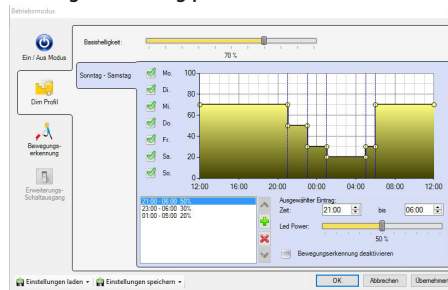 Betriebsmodus
Ein / Aus Modus
Dim Profil
Bewegungs-
erkennung
Erweiterungs-
Schaltausgang
Basishelligkeit:
70 %
Sonntag - Samstag
Mo.
Di.
Mi.
Do.
Fr.
Sa.
So.
100
80
60
40
20
0
12:00 16:00 20:00 00:00 04:00 08:00 12:00
21:00 - 06:00 50%
23:00 - 06:00 30%
01:00 - 05:00 20%
Ausgewählter Eintrag:
Zeit: 21:00 bis 06:00
Led Power:
50 %
Bewegungserkennung deaktivieren
Einstellungen laden
Einstellungen speichern
OK
Abbrechen
Übernehmen